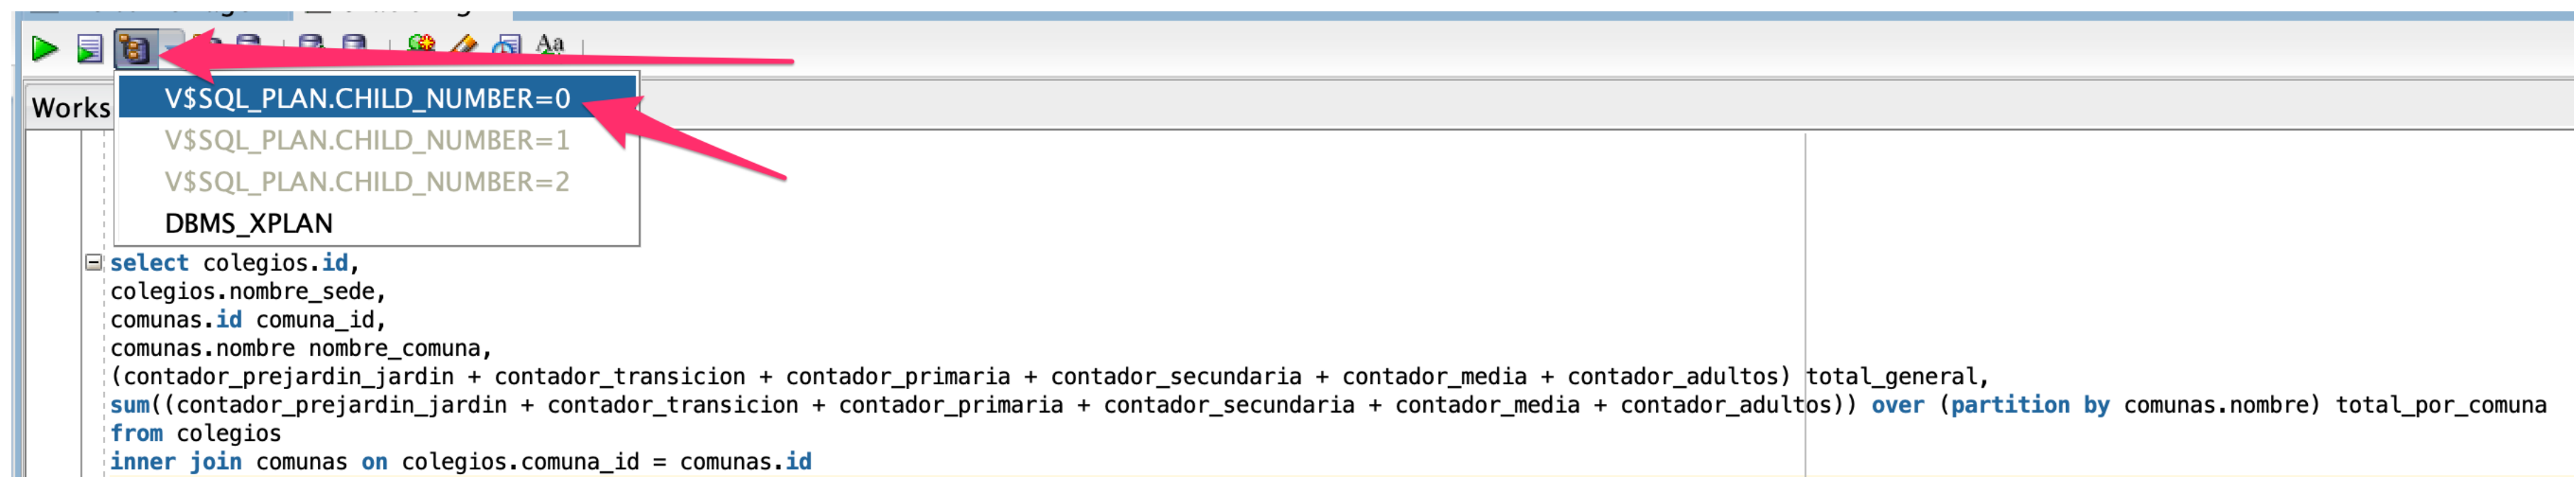 Aa
V$SQL_PLAN.CHILD_NUMBER=0
Works
V$SQL_PLAN.CHILD_NUMBER=1
V$SQL_PLAN.CHILD_NUMBER=2
DBMS_XPLAN
select colegios.id,
colegios.nombre_sede,
comunas.id comuna_id,
comunas.nombre nombre_comuna,
(contador_prejardin_jardin + contador_transicion + contador_primaria + contador_secundaria + contador_media + contador_adultos) total_general,
sum((contador_prejardin_jardin + contador_transicion + contador_primaria + contador_secundaria + contador_media + contador_adultos)) over (partition by comunas.nombre) total_por_comuna
from colegios
inner join comunas on colegios.comuna_id = comunas.id